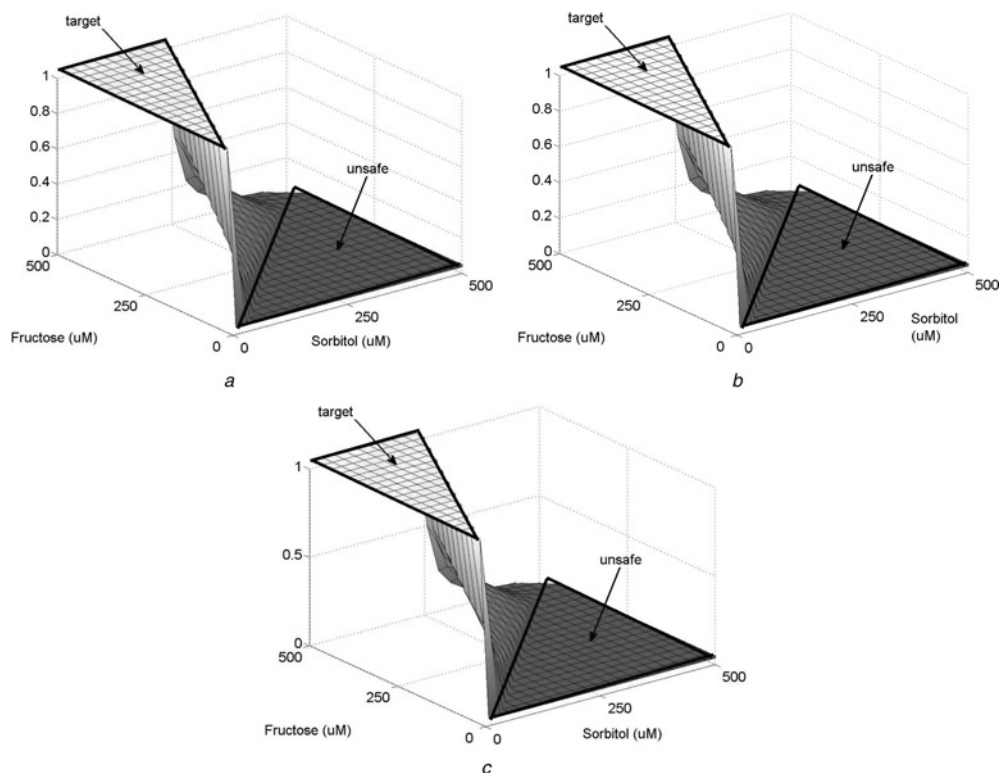 target
unsafe
1
0.8
0.6
0.4
0.2
0
500
250
0
Fructose (uM)
0
250
500
Sorbitol (uM)
a
target
unsafe
1
0.8
0.6
0.4
0.2
0
500
250
0
Fructose (uM)
0
250
500
Sorbitol
(uM)
b
target
unsafe
1
0.5
0
500
250
0
Fructose (uM)
0
250
500
Sorbitol (uM)
c